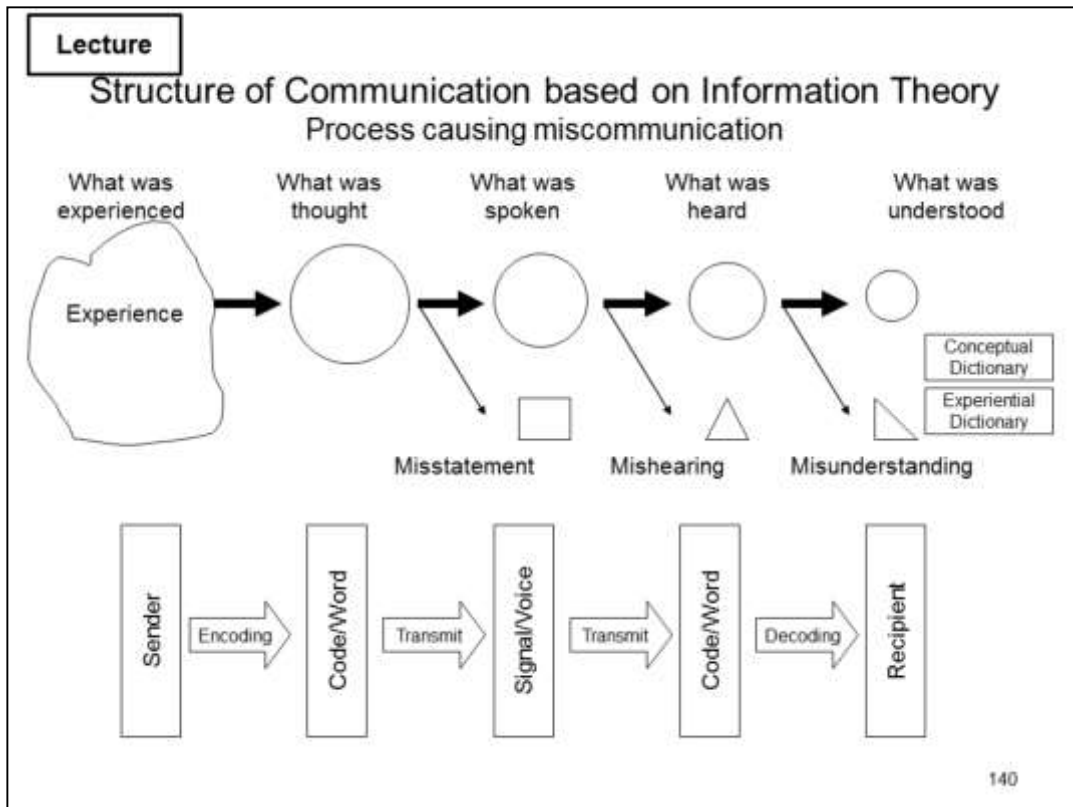 Lecture
Structure of Communication based on Information Theory
Process causing miscommunication
What was
experienced
What was
thought
What was
spoken
What was
heard
What was
understood
Experience
Conceptual
Dictionary
Experiential
Dictionary
Misstatement
Mishearing
Misunderstanding
Sender
Encoding
Code/Word
Transmit
Signal/Voice
Transmit
Code/Word
Decoding
Recipient
140